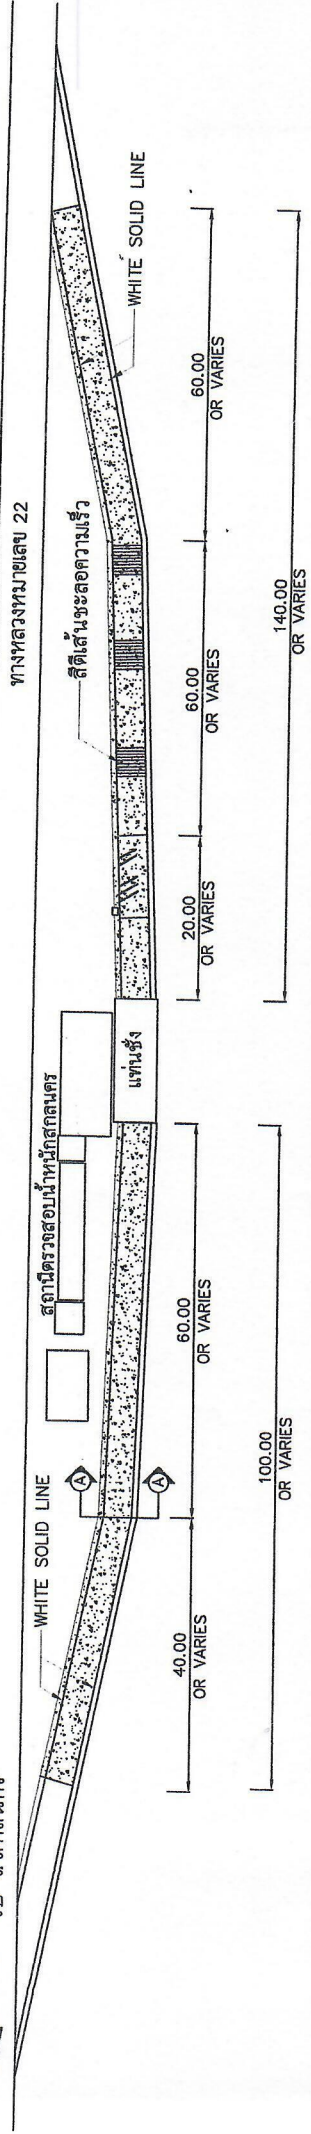 ทางหลวงหมายเลข 22
สถานีตรวจสอบน้ำหนักสกลนคร
WHITE SOLID LINE
สีตีเส้นชะลอความเร็ว
WHITE SOLID LINE
แท่นชั่ง
A
A
40.00
OR VARIES
60.00
OR VARIES
20.00
OR VARIES
60.00
OR VARIES
60.00
OR VARIES
100.00
OR VARIES
140.00
OR VARIES